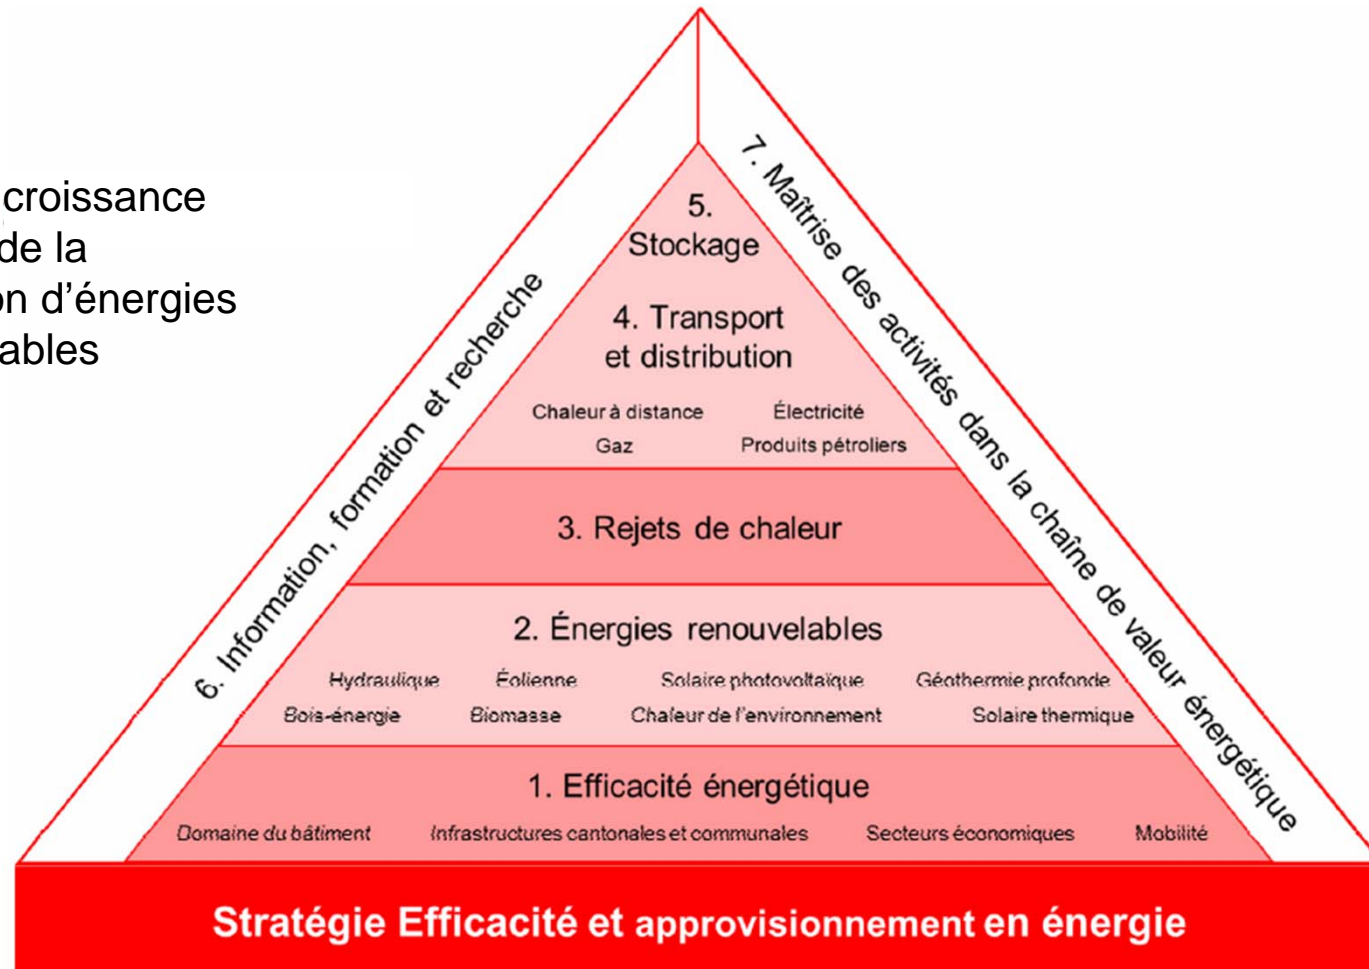 croissance
de la
on d’énergies
ables
5.
Stockage
4. Transport
et distribution
Chaleur à distance Électricité
Gaz Produits pétroliers
3. Rejets de chaleur
2. Énergies renouvelables
Hydraulique Éolienne Solaire photovoltaïque Géothermie profonde
Bois-énergie Biomasse Chaleur de l’environnement Solaire thermique
1. Efficacité énergétique
Domaine du bâtiment Infrastructures cantonales et communales Secteurs économiques Mobilité
6. Information, formation et recherche
7. Maîtrise des activités dans la chaîne de valeur énergétique
Stratégie Efficacité et approvisionnement en énergie